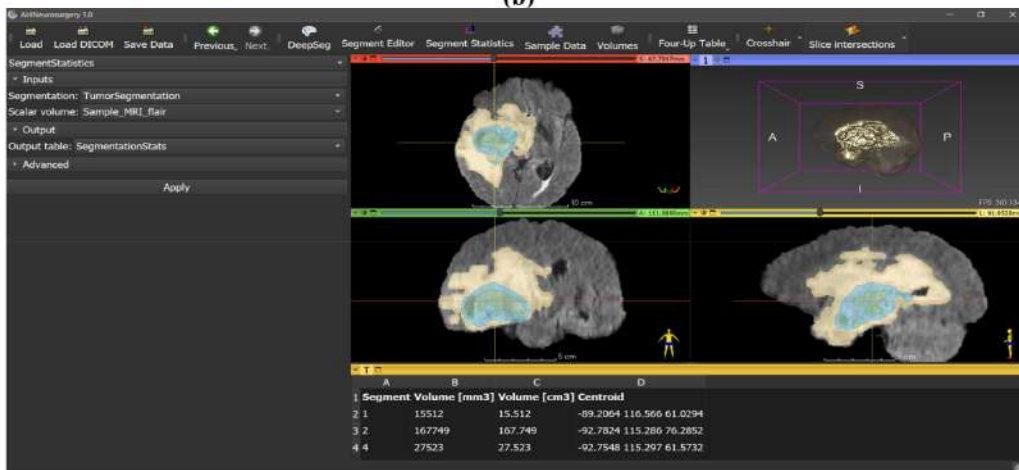 (b)
AI4Neurosurgery 1.0
Load Load DICOM Save Data Previous Next DeepSeg Segment Editor Segment Statistics Sample Data Volumes Four-Up Table Crosshair Slice Intersections
SegmentStatistics
Inputs
Segmentation: TumorSegmentation
Scalar volume: Sample_MRI_flair
Output
Output table: SegmentationStats
Advanced
Apply
1
S
A
P
I
10 cm
5 cm
T
A B C D
1 Segment Volume [mm3] Volume [cm3] Centroid
2 1 15512 15.512 -89.2064 116.566 61.0294
3 2 167749 167.749 -92.7824 115.286 76.2852
4 4 27523 27.523 -92.7548 115.297 61.5732